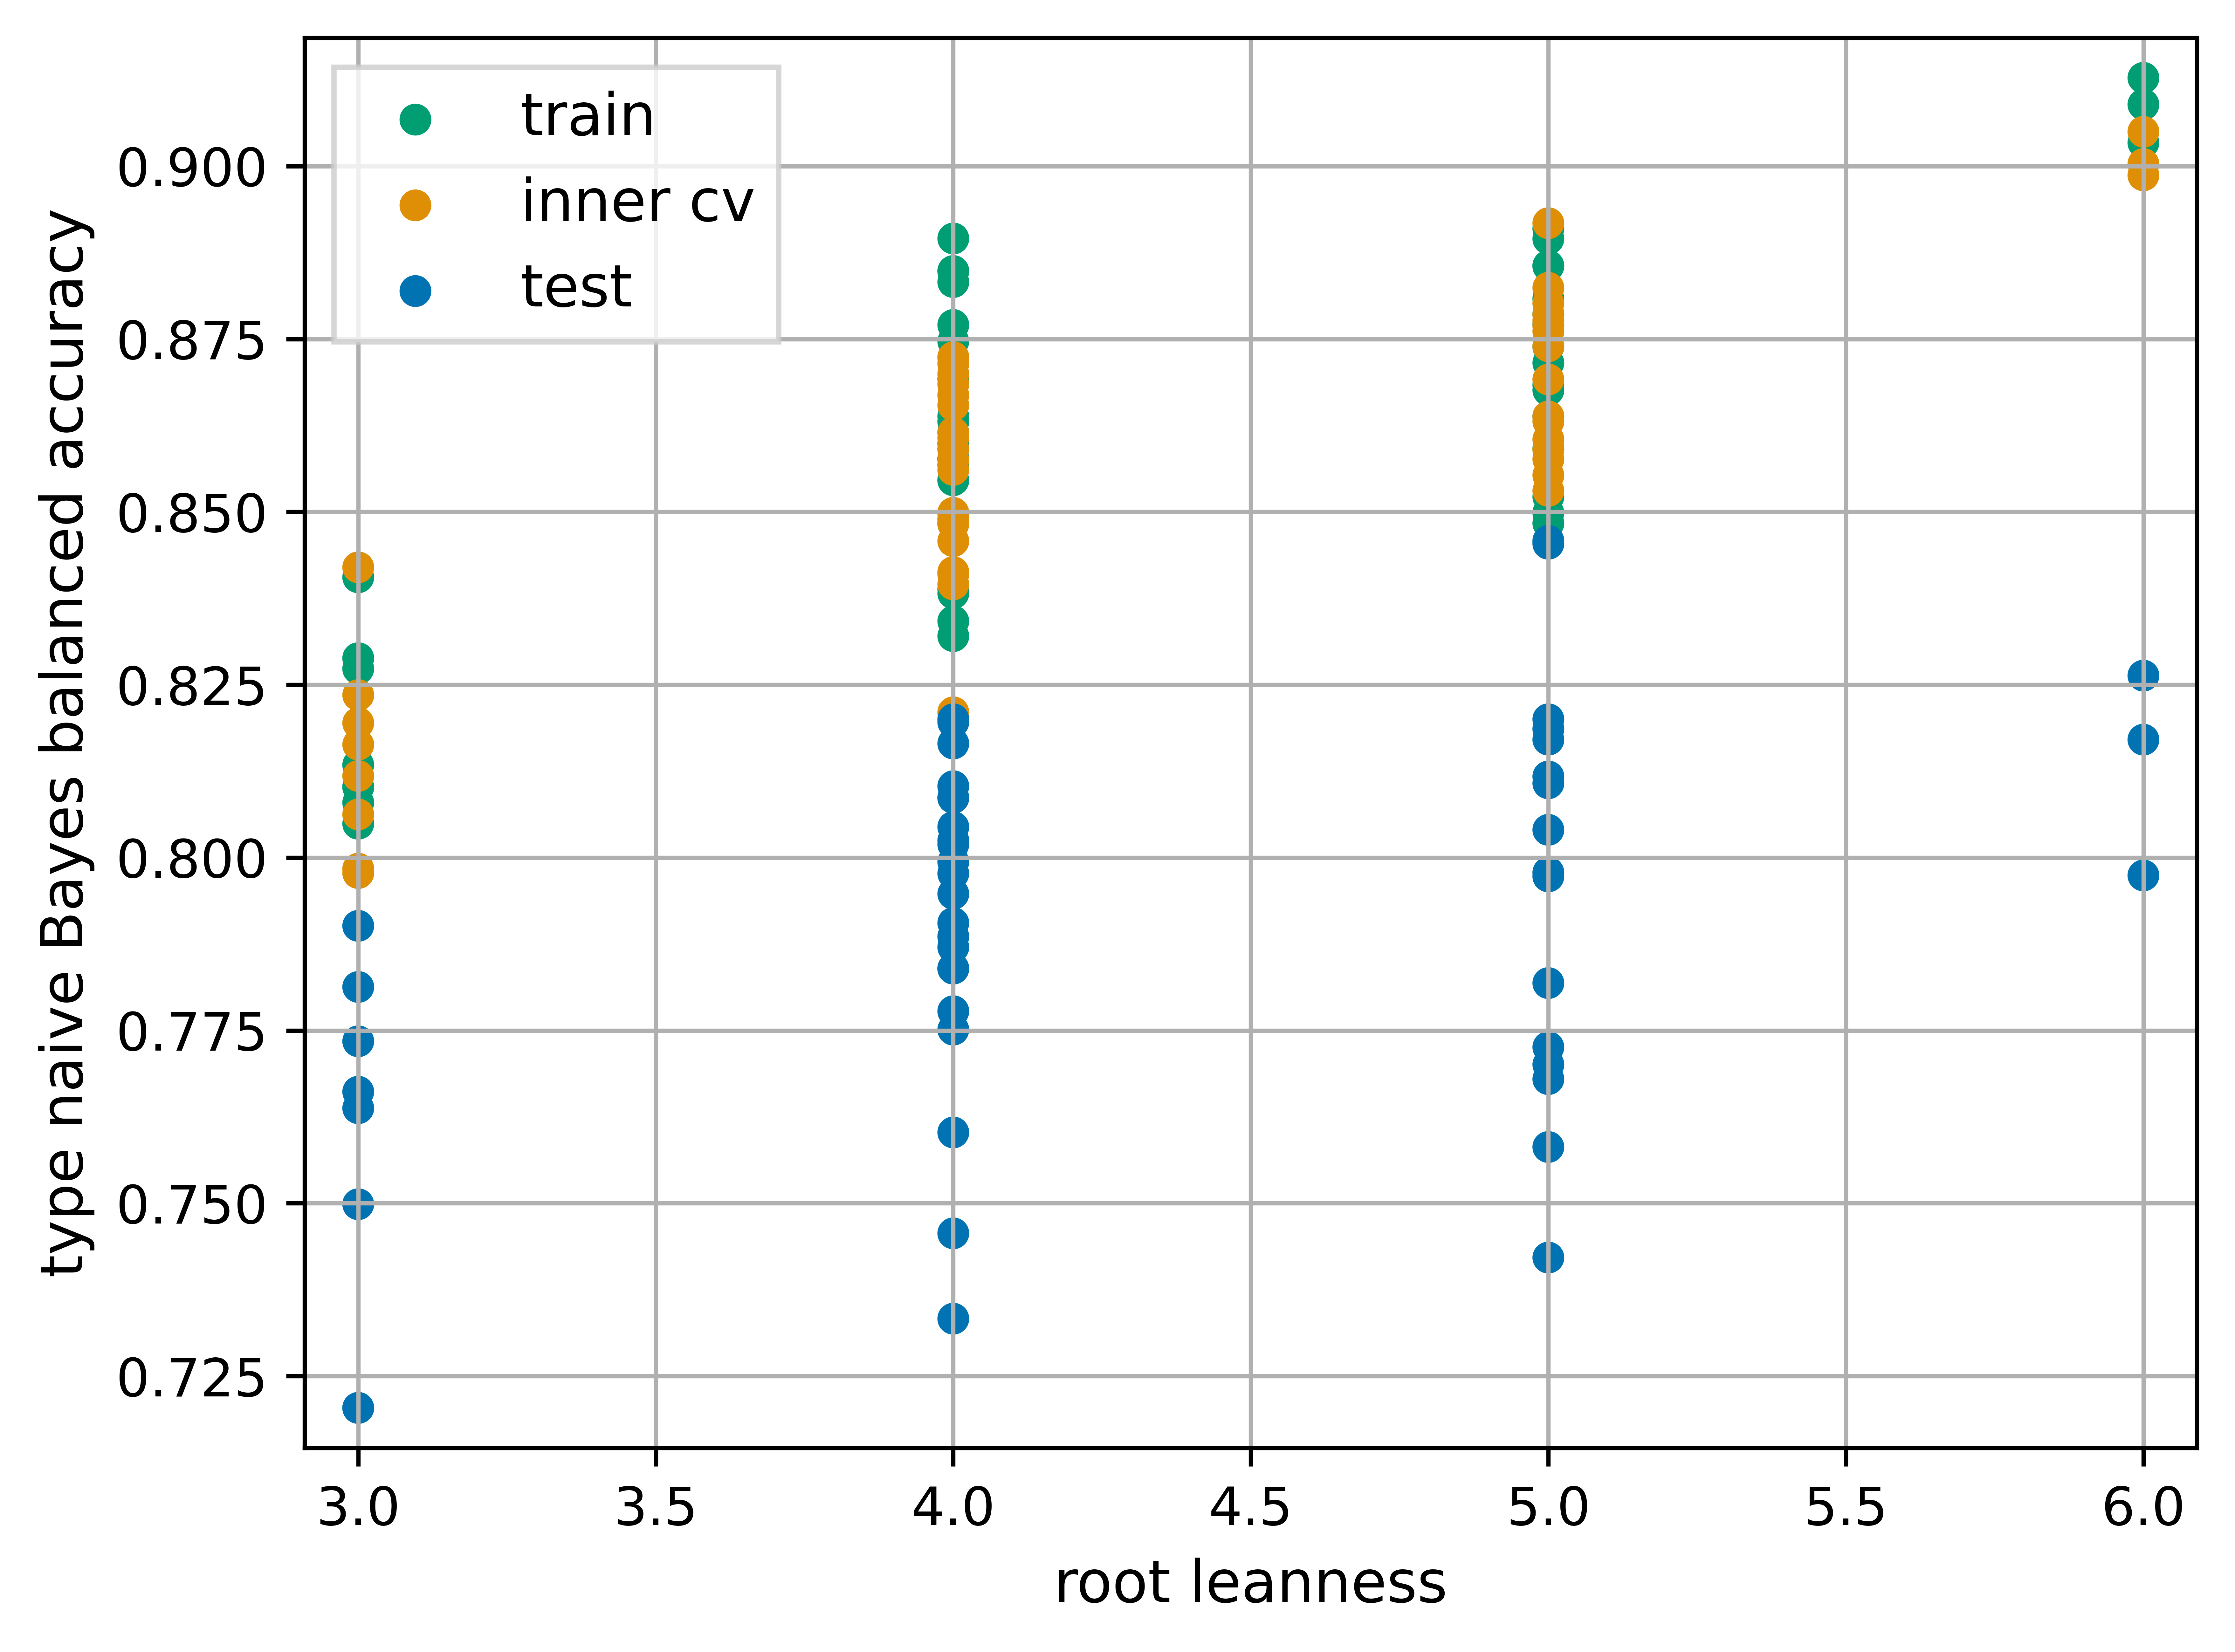 train
inner cv
test
0.900
0.875
0.850
0.825
0.800
0.775
0.750
0.725
type naive Bayes balanced accuracy
3.0 3.5 4.0 4.5 5.0 5.5 6.0
root leanness